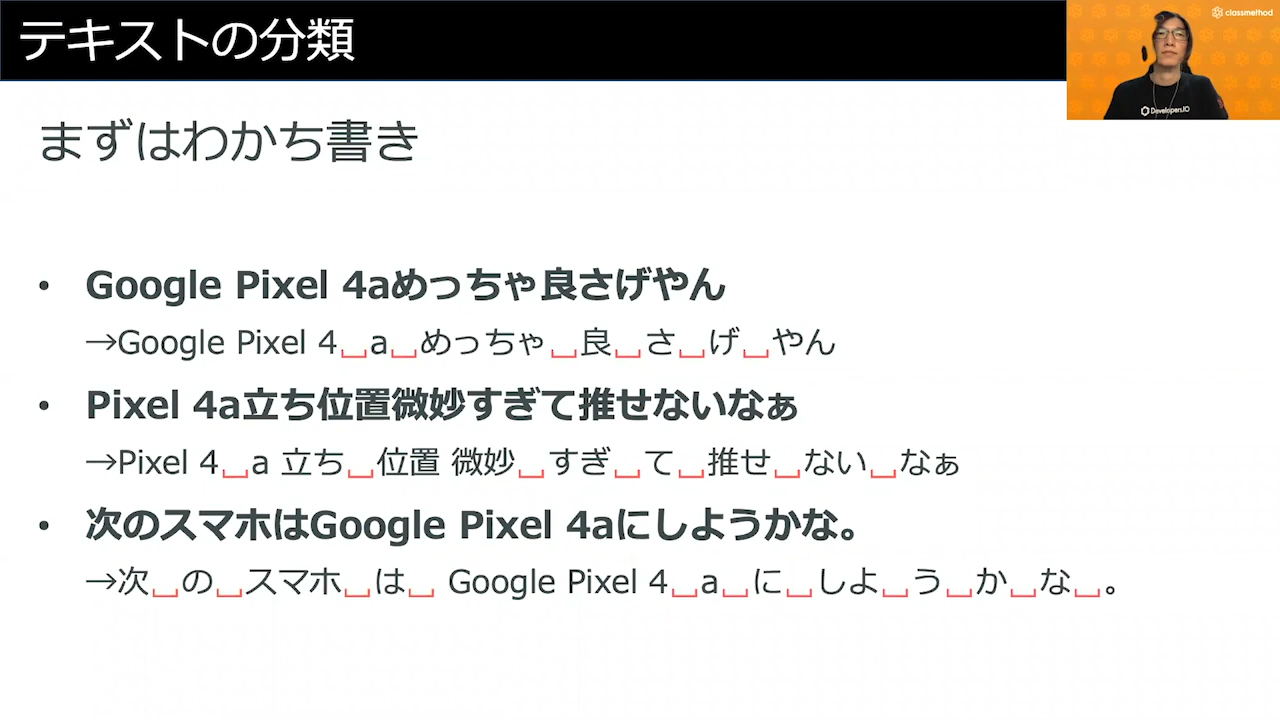 テキストの分類
classmethod
Developers.IO
まずはわかち書き
• Google Pixel 4aめっちゃ良さげやん
→Google Pixel 4␣a␣めっちゃ␣良␣さ␣げ␣やん
• Pixel 4a立ち位置微妙すぎて推せないなぁ
→Pixel 4␣a 立ち␣位置 微妙␣すぎ␣て␣推せ␣ない␣なぁ
• 次のスマホはGoogle Pixel 4aにしようかな。
→次␣の␣スマホ␣は␣ Google Pixel 4␣a␣に␣しよ␣う␣か␣な␣。